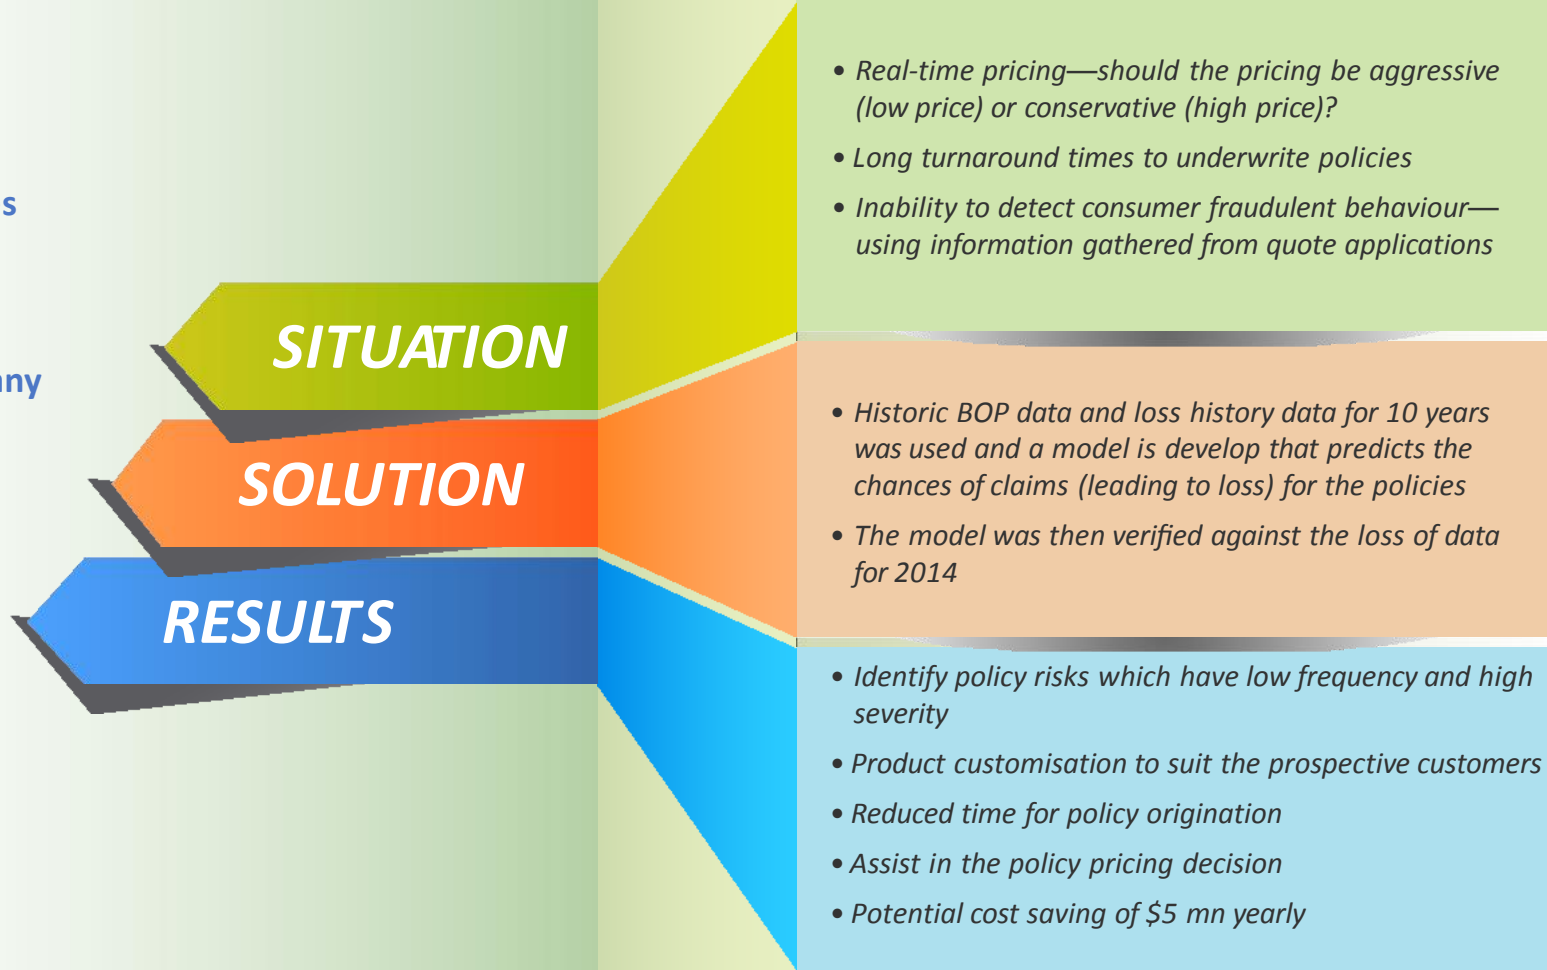 s
any
SITUATION
SOLUTION
RESULTS
• Real-time pricing—should the pricing be aggressive
(low price) or conservative (high price)?
• Long turnaround times to underwrite policies
• Inability to detect consumer fraudulent behaviour—
using information gathered from quote applications
• Historic BOP data and loss history data for 10 years
was used and a model is develop that predicts the
chances of claims (leading to loss) for the policies
• The model was then verified against the loss of data
for 2014
• Identify policy risks which have low frequency and high
severity
• Product customisation to suit the prospective customers
• Reduced time for policy origination
• Assist in the policy pricing decision
• Potential cost saving of $5 mn yearly